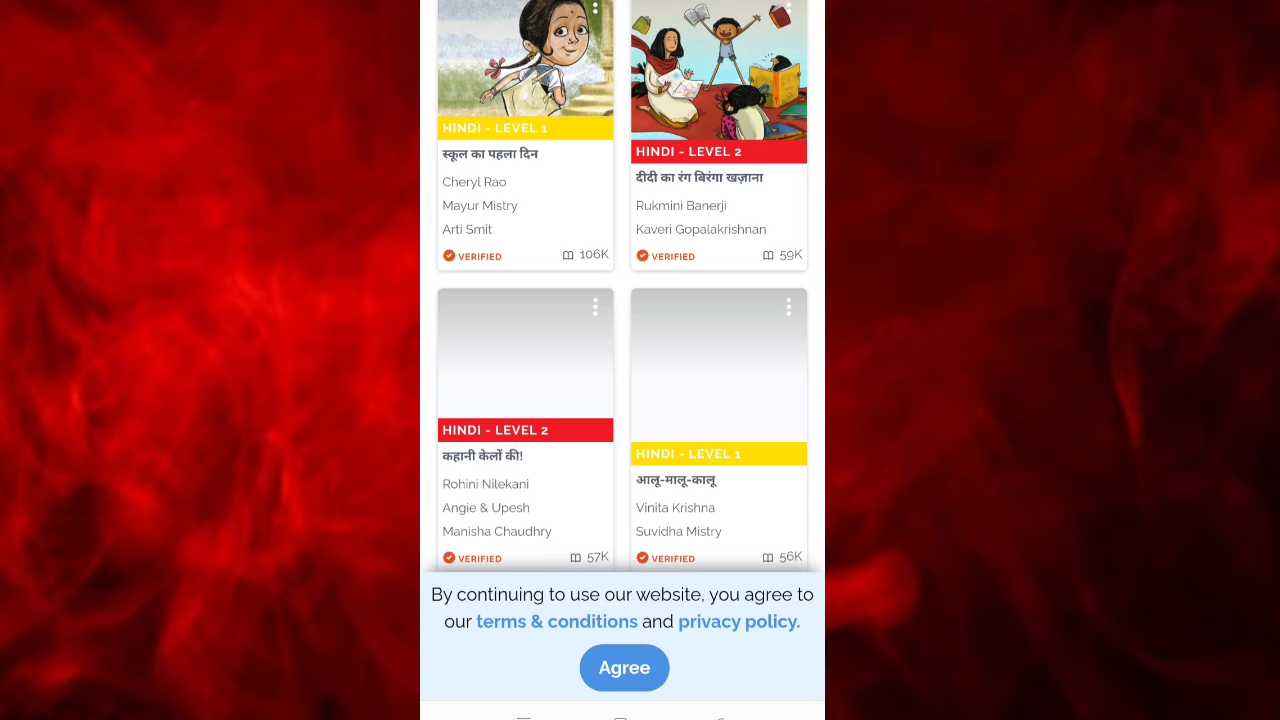 HINDI - LEVEL 1
स्कूल का पहला दिन
Cheryl Rao
Mayur Mistry
Arti Smit
VERIFIED 106K
HINDI - LEVEL 2
दीदी का रंग बिरंगा खज़ाना
Rukmini Banerji
Kaveri Gopalakrishnan
VERIFIED 59K
HINDI - LEVEL 2
कहानी केलों की!
Rohini Nilekani
Angie & Upesh
Manisha Chaudhry
VERIFIED 57K
HINDI - LEVEL 1
आलू-मालू-कालू
Vinita Krishna
Suvidha Mistry
VERIFIED 56K
By continuing to use our website, you agree to
our terms & conditions and privacy policy.
Agree